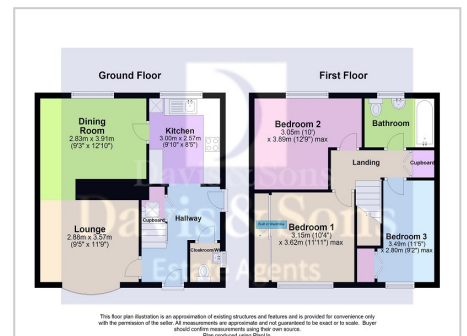 Ground Floor
First Floor
Dining
Room
2.83m x 3.91m
(9'3" x 12'10")
Kitchen
3.00m x 2.57m
(9'10" x 8'5")
Bedroom 2
3.05m (10')
x 3.89m (12'9") max
Bathroom
Landing
Cupboard
Davis & Sons
Davis & Sons
Estate Agents
Lounge
2.88m x 3.57m
(9'5" x 11'9")
Cupboard
Hallway
Cloakroom/WC
Bedroom 1
3.15m (10'4")
x 3.62m (11'11") max
Bedroom 3
3.49m (11'5")
x 2.80m (9'2") max
This floor plan illustration is an approximation of existing structures and features and is provided for convenience only
with the permission of the seller. All measurements are approximate and not guaranteed to be exact or to scale. Buyer
should confirm measurements using their own source.
Plan produced using PlanUp.